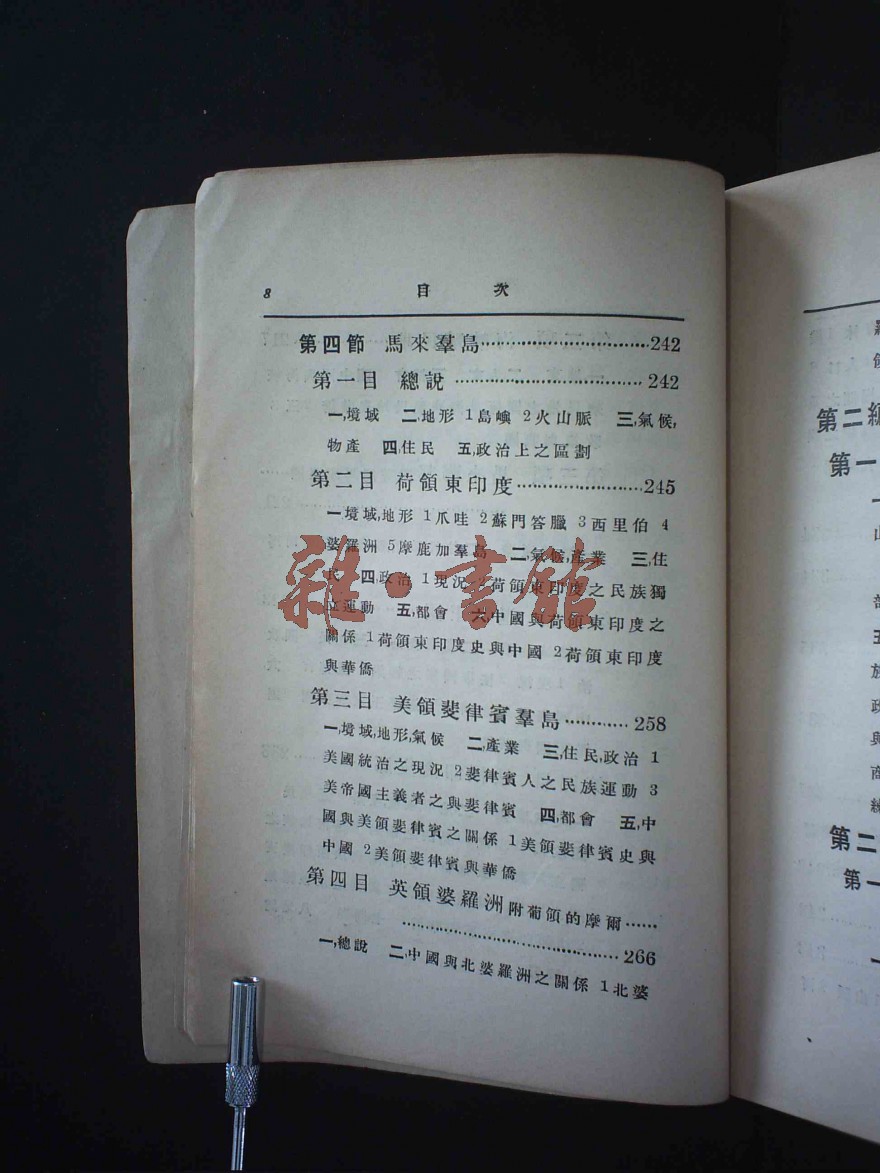 8 目 次
第四節 馬來羣島……………………………242
第一目 總說……………………………242
一,境域 二,地形 1島嶼 2火山脈 三,氣候,
物產 四,住民 五,政治上之區劃
第二目 荷領東印度……………………245
一境域,地形 1爪哇 2蘇門答臘 3西里伯 4
婆羅洲 5摩鹿加羣島 二,氣候,產業 三,住
民 四,政治 1現況 2荷領東印度之民族獨
立運動 五,都會 六,中國與荷領東印度之
關係 1荷領東印度史與中國 2荷領東印度
與華僑
第三目 美領斐律賓羣島…………258
一,境域,地形,氣候 二,產業 三,住民,政治 1
美國統治之現況 2斐律賓人之民族運動 3
美帝國主義者之與斐律賓 四,都會 五,中
國與美領斐律賓之關係 1美領斐律賓史與
中國 2美領斐律賓與華僑
第四目 英領婆羅洲附葡領的摩爾……
……………………………………266
一,總說 二,中國與北婆羅洲之關係 1北婆
雜·書館
第二編
第一
第二
第一